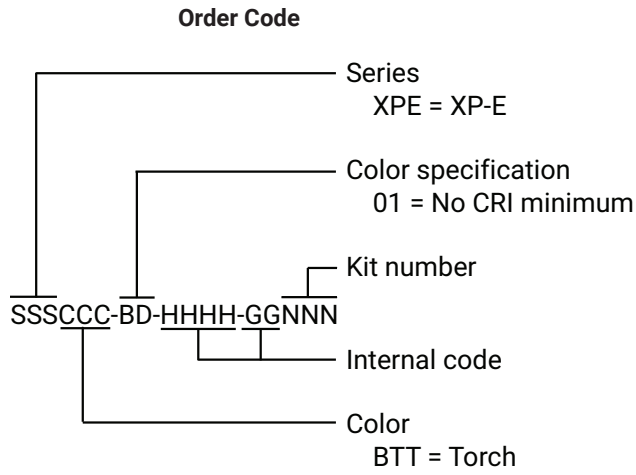 Order Code
Series
XPE = XP-E
Color specification
01 = No CRI minimum
Kit number
SSSCCC-BD-HHHH-GGNNN
Internal code
Color
BTT = Torch